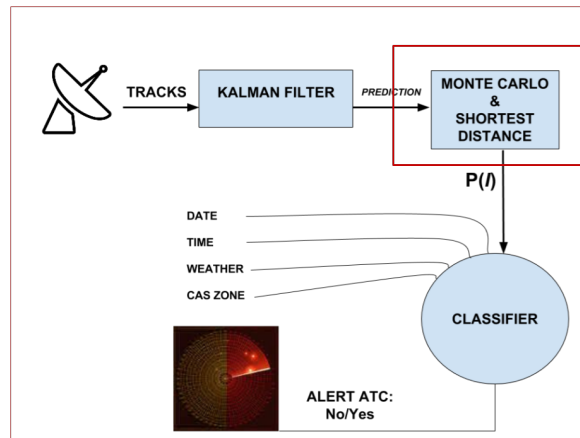 TRACKS
KALMAN FILTER
PREDICTION
MONTE CARLO
&
SHORTEST
DISTANCE
P(I)
DATE
TIME
WEATHER
CAS ZONE
CLASSIFIER
ALERT ATC:
No/Yes